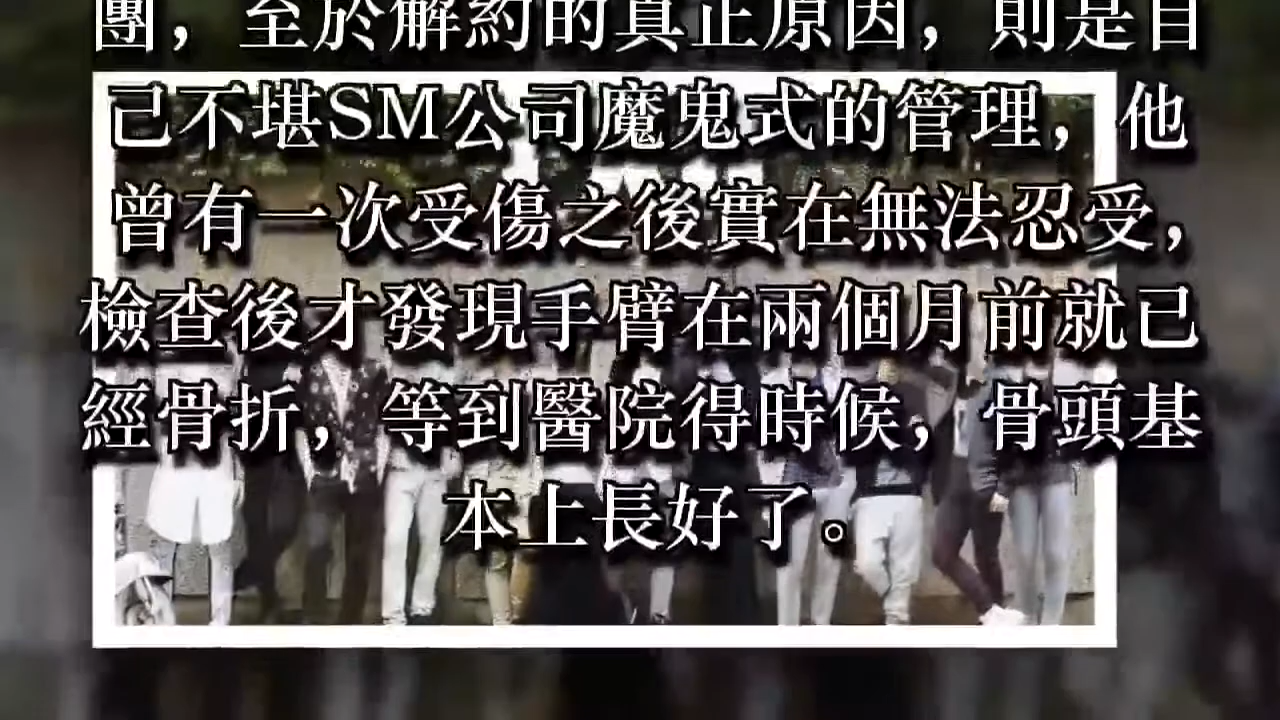 團，至於解約的真正原因，則是自
己不堪SM公司魔鬼式的管理，他
曾有一次受傷之後實在無法忍受，
檢查後才發現手臂在兩個月前就已
經骨折，等到醫院得時候，骨頭基
本上長好了。